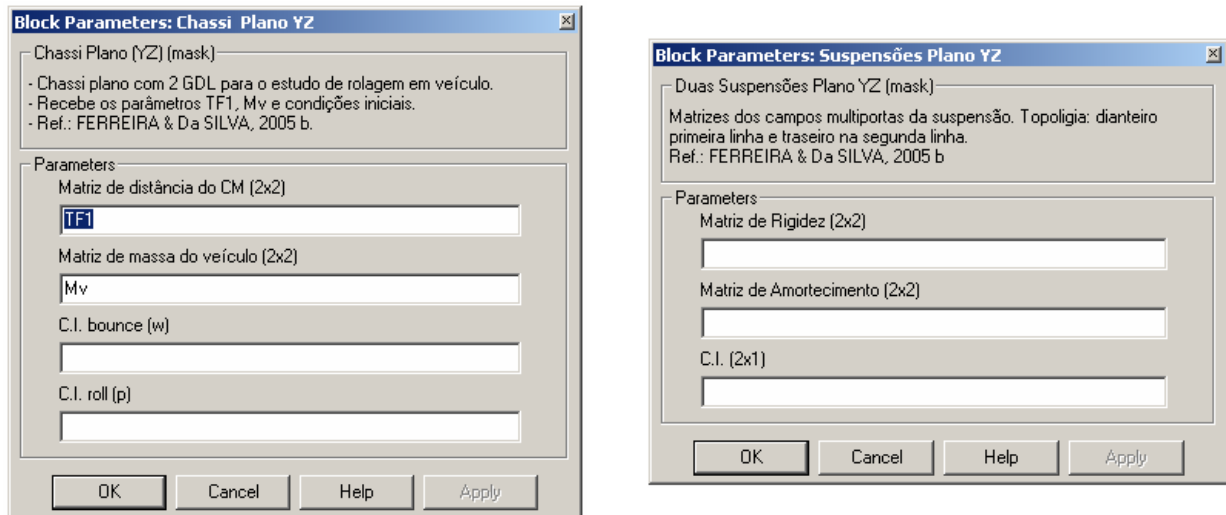 Block Parameters: Chassi Plano YZ
Chassi Plano (YZ) (mask)
- Chassi plano com 2 GDL para o estudo de rolagem em veículo.
- Recebe os parâmetros TF1, Mv e condições iniciais.
- Ref.: FERREIRA & Da SILVA, 2005 b.
Parameters
Matriz de distância do CM (2x2)
TF1
Matriz de massa do veículo (2x2)
Mv
C.I. bounce (w)
C.I. roll (p)
OK Cancel Help Apply
Block Parameters: Suspensões Plano YZ
Duas Suspensões Plano YZ (mask)
Matrizes dos campos multiportas da suspensão. Topoligia: dianteiro
primeira linha e traseiro na segunda linha.
Ref.: FERREIRA & Da SILVA, 2005 b
Parameters
Matriz de Rigidez (2x2)
Matriz de Amortecimento (2x2)
C.I. (2x1)
OK Cancel Help Apply